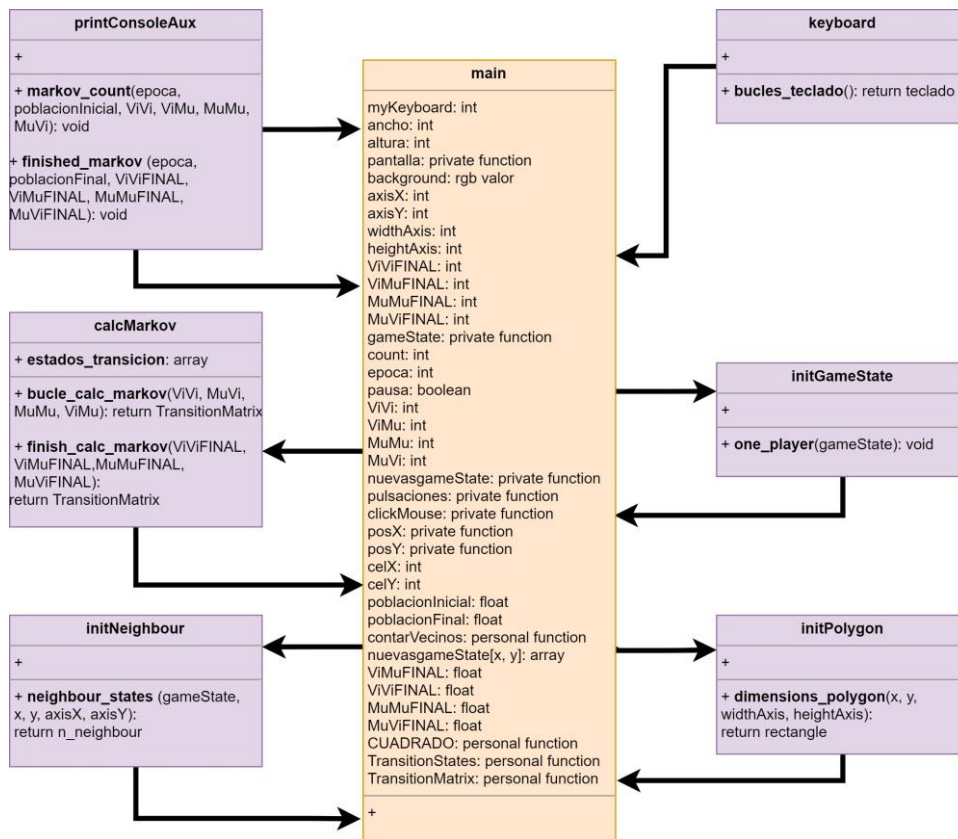 printConsoleAux
+
+ markov_count(epoca,
poblacionInicial, ViVi, ViMu, MuMu,
MuVi): void
+ finished_markov (epoca,
poblacionFinal, ViViFINAL,
ViMuFINAL, MuMuFINAL,
MuViFINAL): void
calcMarkov
+ estados_transicion: array
+ bucle_calc_markov(ViVi, MuVi,
MuMu, ViMu): return TransitionMatrix
+ finish_calc_markov(ViViFINAL,
ViMuFINAL,MuMuFINAL,
MuViFINAL):
return TransitionMatrix
initNeighbour
+
+ neighbour_states (gameState,
x, y, axisX, axisY):
return n_neighbour
main
myKeyboard: int
ancho: int
altura: int
pantalla: private function
background: rgb valor
axisX: int
axisY: int
widthAxis: int
heightAxis: int
ViViFINAL: int
ViMuFINAL: int
MuMuFINAL: int
MuViFINAL: int
gameState: private function
count: int
epoca: int
pausa: boolean
ViVi: int
ViMu: int
MuMu: int
MuVi: int
nuevasgameState: private function
pulsaciones: private function
clickMouse: private function
posX: private function
posY: private function
celX: int
celY: int
poblacionInicial: float
poblacionFinal: float
contarVecinos: personal function
nuevasgameState[x, y]: array
ViMuFINAL: float
ViViFINAL: float
MuMuFINAL: float
MuViFINAL: float
CUADRADO: personal function
TransitionStates: personal function
TransitionMatrix: personal function
+
keyboard
+
+ bucles_teclado(): return teclado
initGameState
+
+ one_player(gameState): void
initPolygon
+
+ dimensions_polygon(x, y,
widthAxis, heightAxis):
return rectangle